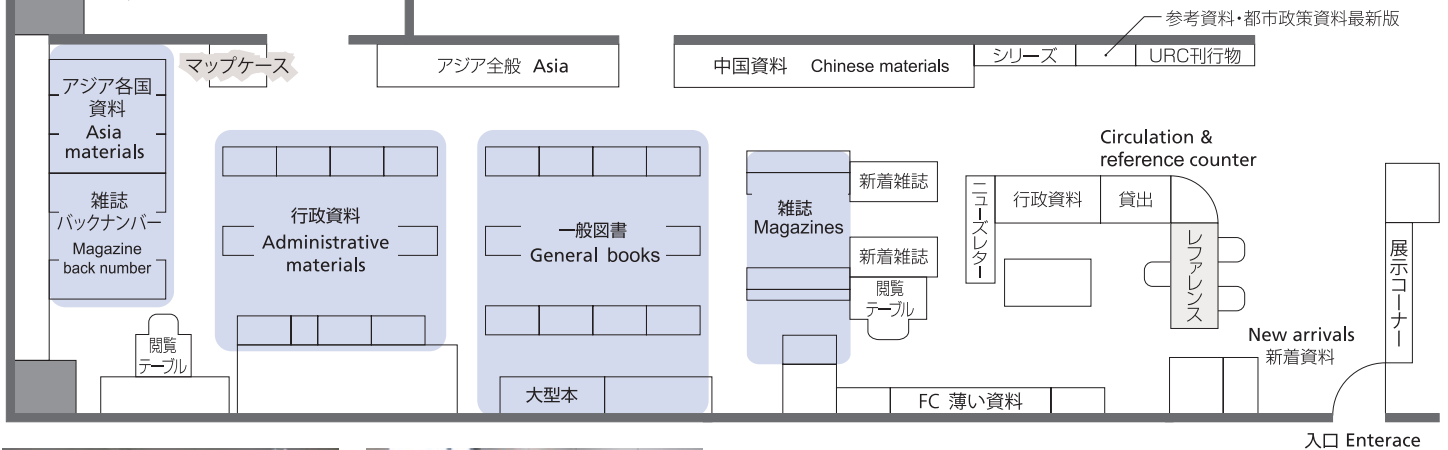 参考資料・都市政策資料最新版
マップケース
アジア全般 Asia
中国資料 Chinese materials
シリーズ
URC刊行物
アジア各国
資料
Asia
materials
雑誌
バックナンバー
Magazine
back number
行政資料
Administrative
materials
一般図書
General books
大型本
雑誌
Magazines
新着雑誌
新着雑誌
閲覧
テーブル
閲覧
テーブル
ニューズレター
行政資料
貸出
Circulation &
reference counter
レファレンス
New arrivals
新着資料
展示コーナー
FC 薄い資料
入口 Enterace